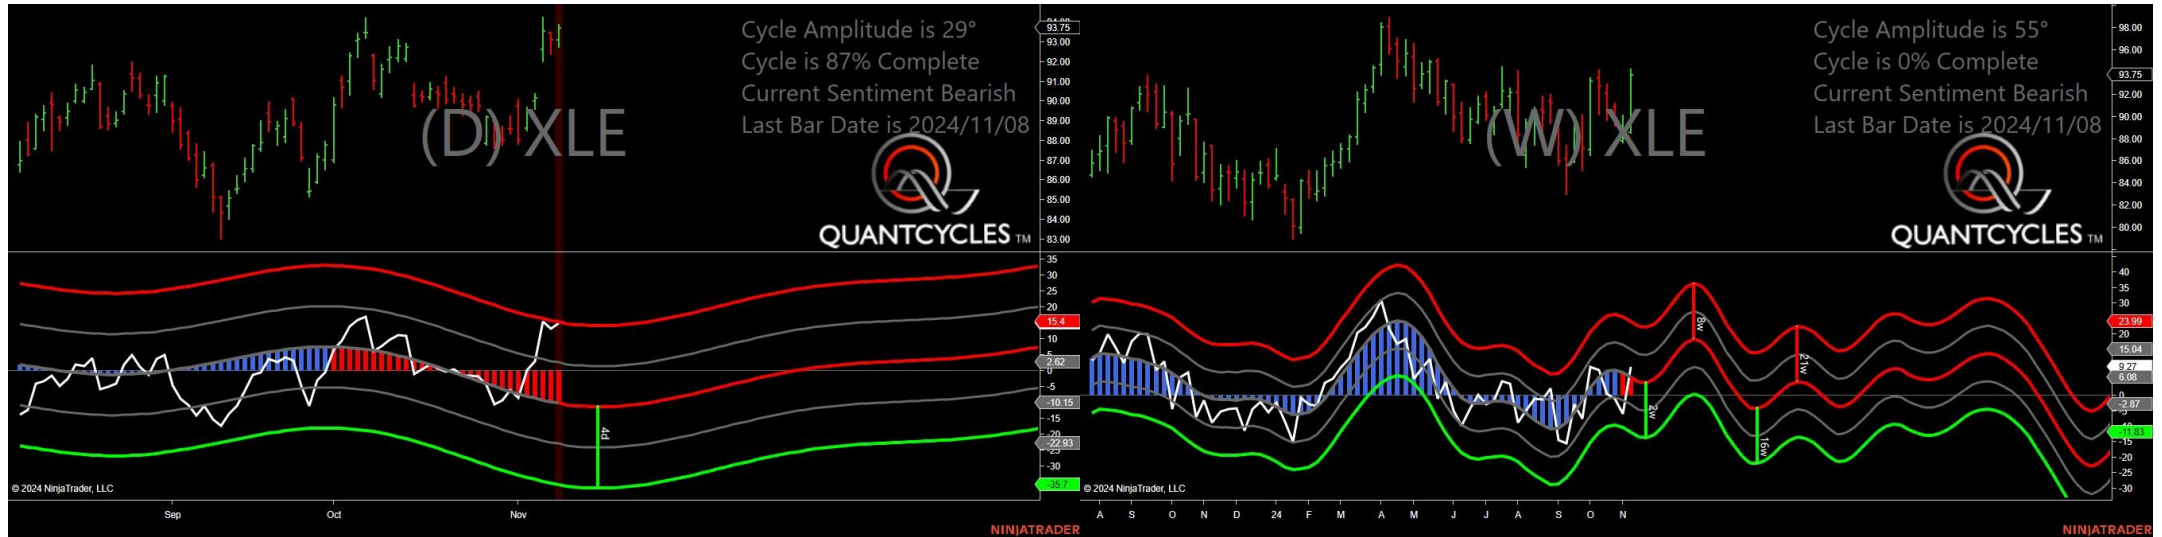 Cycle Amplitude is 29°
Cycle is 87% Complete
Current Sentiment Bearish
Last Bar Date is 2024/11/08
(D) XLE
QUANTCYCLES TM
93.75
93.00
92.00
91.00
90.00
89.00
88.00
87.00
86.00
85.00
84.00
83.00
35
30
25
20
15.4
10
5
2.62
0
-5
-10.15
-15
-20
-22.93
-25
-30
-35.7
4d
© 2024 NinjaTrader, LLC
Sep
Oct
Nov
NINJATRADER
Cycle Amplitude is 55°
Cycle is 0% Complete
Current Sentiment Bearish
Last Bar Date is 2024/11/08
(W) XLE
QUANTCYCLES TM
98.00
96.00
93.75
92.00
90.00
88.00
86.00
84.00
82.00
80.00
40
35
30
23.99
20
15.04
9.27
6.08
0
-2.87
-11.83
-15
-20
-25
-30
2w
8w
16w
21w
© 2024 NinjaTrader, LLC
A S O N D 24 F M A M J J A S O N
NINJATRADER